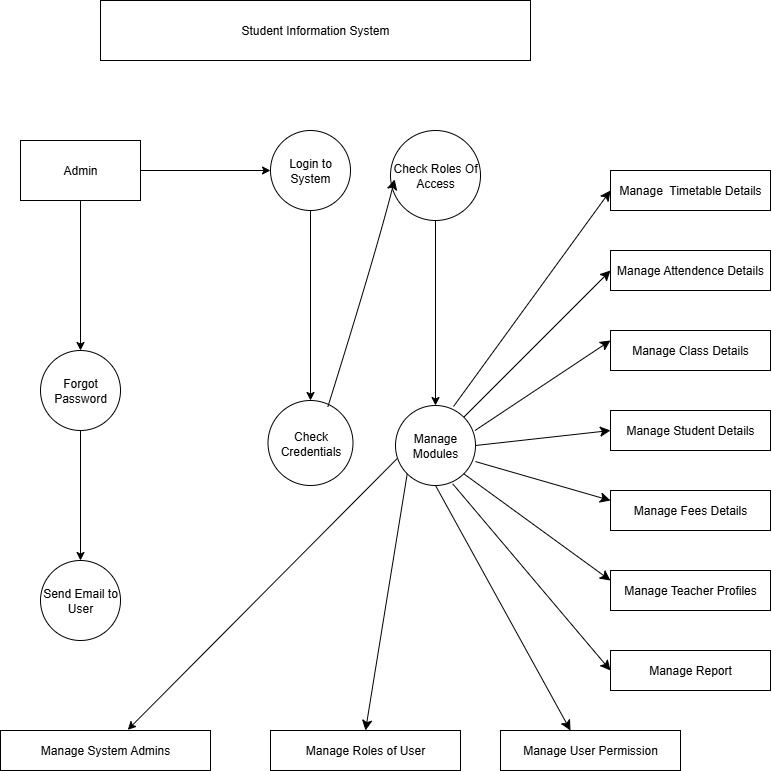 Student Information System
Admin
Login to
System
Check Roles Of
Access
Manage  Timetable Details
Manage Attendence Details
Manage Class Details
Forgot
Password
Check
Credentials
Manage
Modules
Manage Student Details
Manage Fees Details
Send Email to
User
Manage Teacher Profiles
Manage Report
Manage System Admins
Manage Roles of User
Manage User Permission